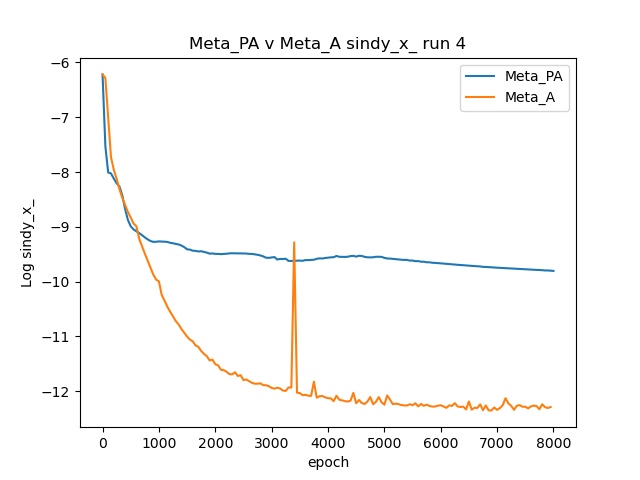 Meta_PA v Meta_A sindy_x_ run 4
Meta_PA
Meta_A
Log sindy_x_
−6
−7
−8
−9
−10
−11
−12
0 1000 2000 3000 4000 5000 6000 7000 8000
epoch